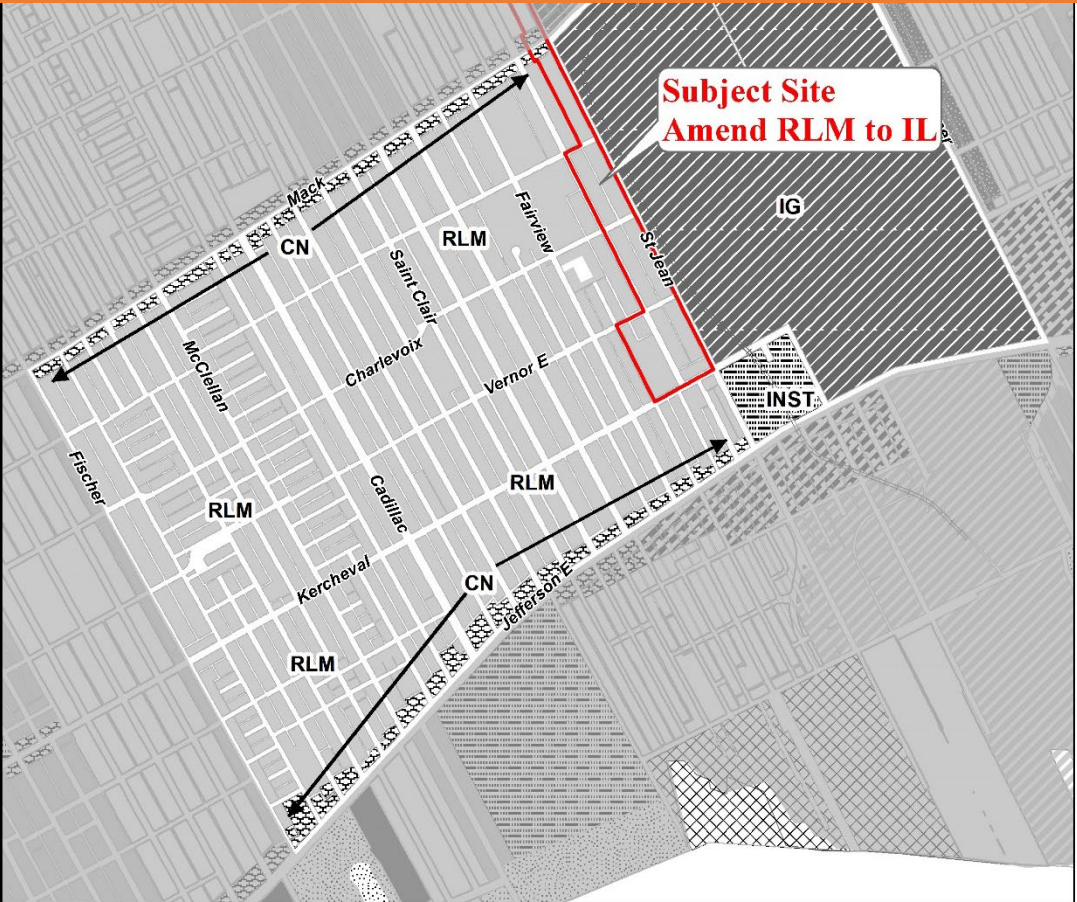 Subject Site
Amend RLM to IL
Mack
CN
RLM
Fairview
IG
St Jean
Saint Clair
McClellan
Charlevoix
Vernor E
INST
Fischer
RLM
Cadillac
RLM
Kercheval
CN
Jefferson E
RLM